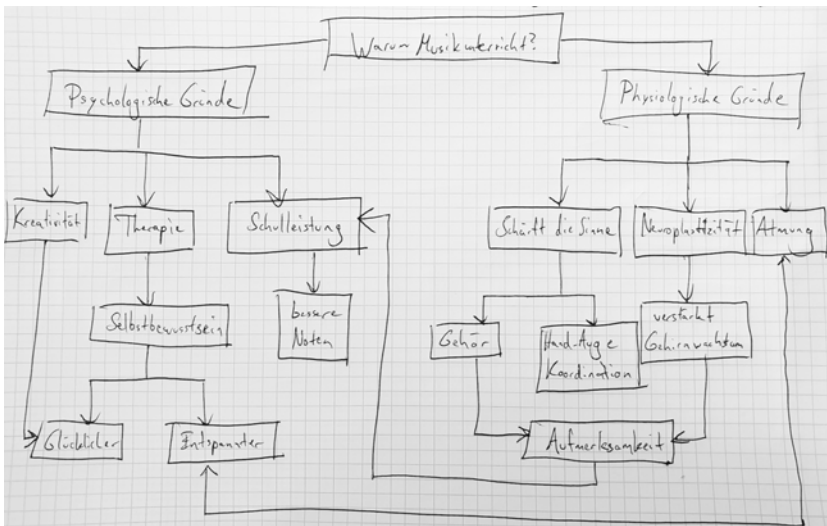 Warum Musikunterricht?
Psychologische Gründe
Physiologische Gründe
Kreativität
Therapie
Schulleistung
Schärft die Sinne
Neuroplastizität
Atmung
Selbstbewusstsein
bessere
Noten
Gehör
Hand-Auge
Koordination
verstärkt
Gehirnwachstum
Glücklicher
Entspannter
Aufmerksamkeit